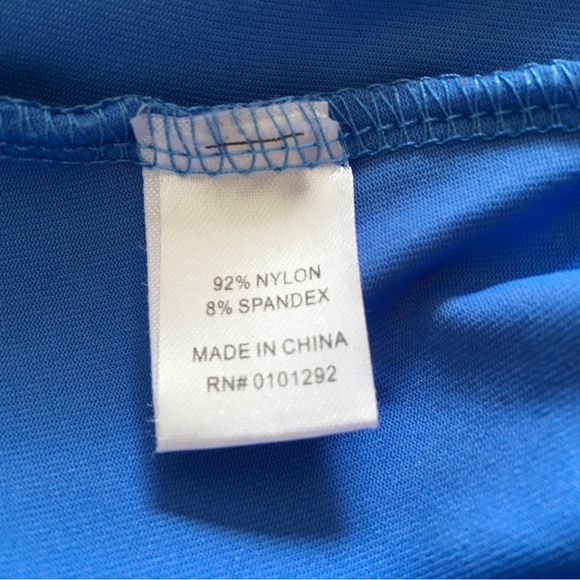 92% NYLON
8% SPANDEX
MADE IN CHINA
RN# 0101292